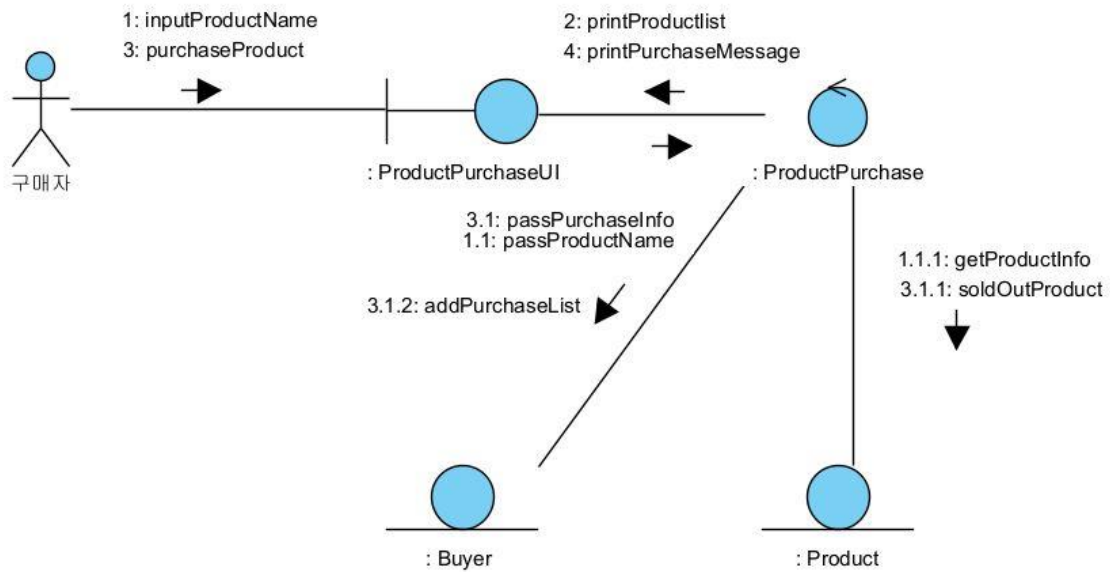 1: inputProductName
3: purchaseProduct
2: printProductlist
4: printPurchaseMessage
구매자
: ProductPurchaseUI
: ProductPurchase
3.1: passPurchaseInfo
1.1: passProductName
1.1.1: getProductInfo
3.1.1: soldOutProduct
3.1.2: addPurchaseList
: Buyer
: Product